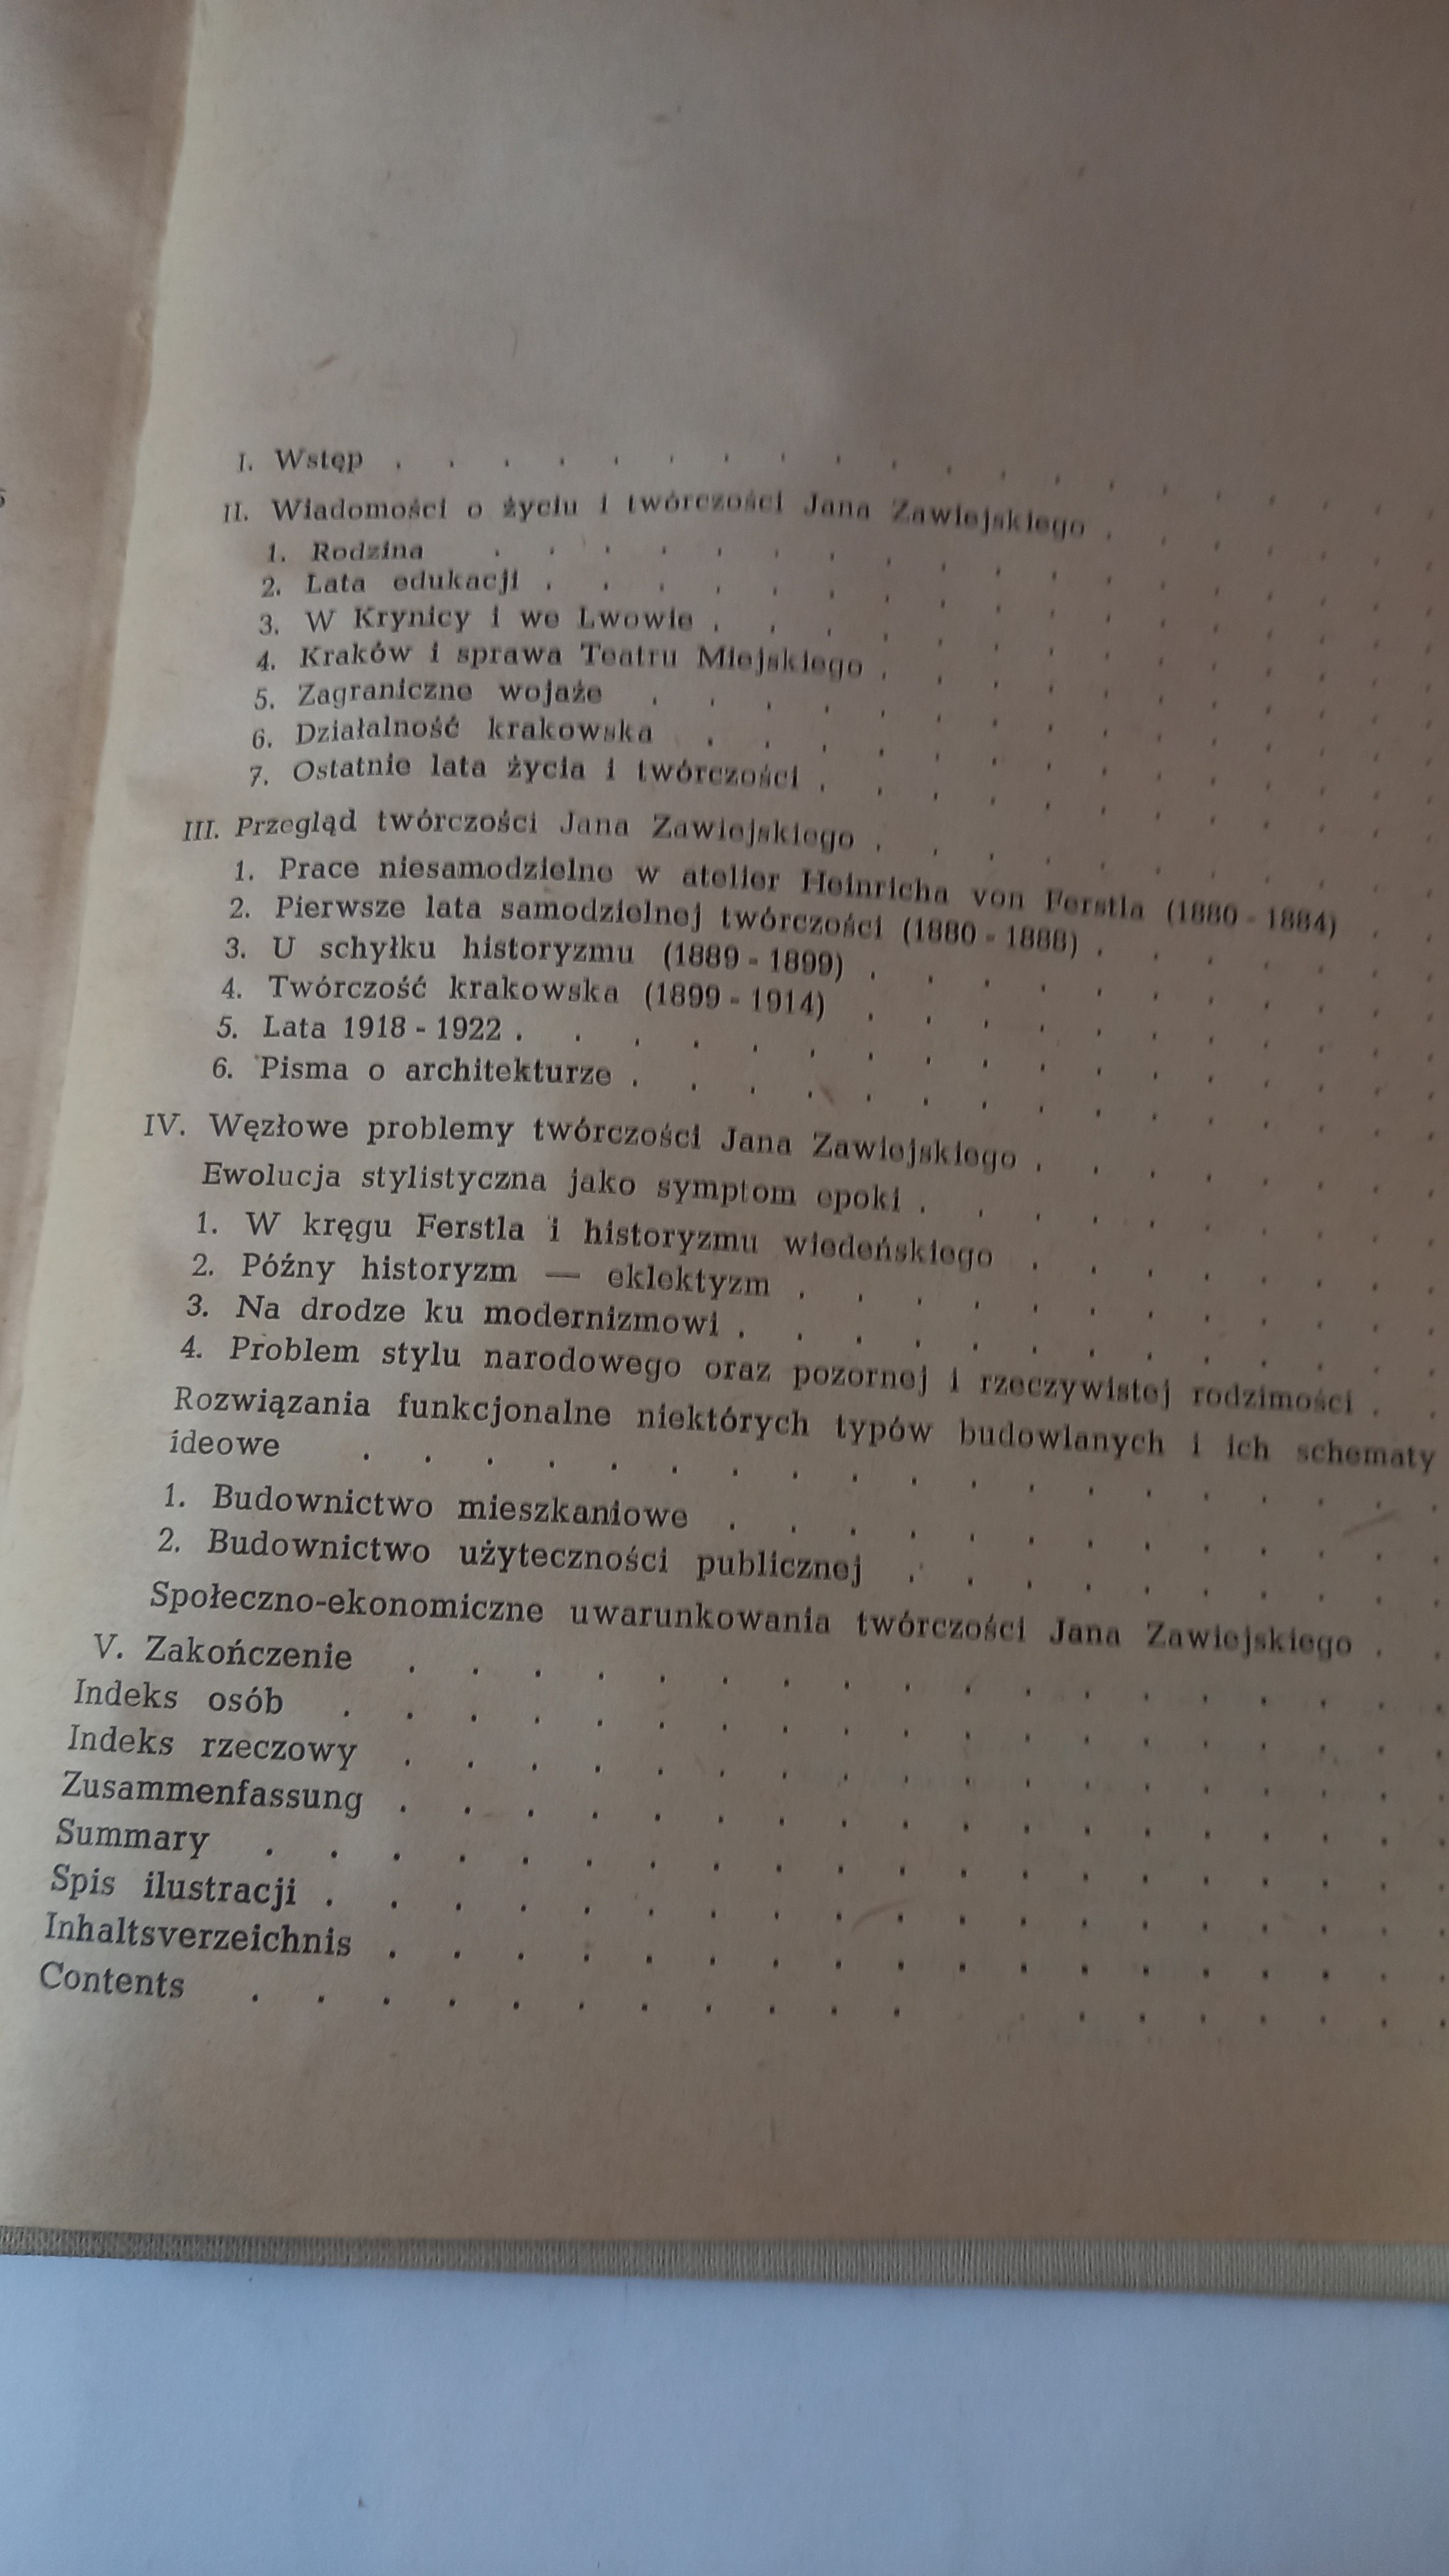 I. Wstęp . . . . . . . . . . . . . . . . . . .
II. Wiadomości o życiu i twórczości Jana Zawiejskiego . . . . . . .
1. Rodzina . . . . . . . . . . . . . . . . . .
2. Lata edukacji . . . . . . . . . . . . . . . . .
3. W Krynicy i we Lwowie . . . . . . . . . . . . . .
4. Kraków i sprawa Teatru Miejskiego . . . . . . . . . . .
5. Zagraniczne wojaże . . . . . . . . . . . . . . .
6. Działalność krakowska . . . . . . . . . . . . . .
7. Ostatnie lata życia i twórczości . . . . . . . . . . . .
III. Przegląd twórczości Jana Zawiejskiego . . . . . . . . . . .
1. Prace niesamodzielne w atelier Heinricha von Ferstla (1880 - 1884) . .
2. Pierwsze lata samodzielnej twórczości (1880 - 1888) . . . . . . .
3. U schyłku historyzmu (1889 - 1899) . . . . . . . . . . .
4. Twórczość krakowska (1899 - 1914) . . . . . . . . . . .
5. Lata 1918 - 1922 . . . . . . . . . . . . . . . . .
6. Pisma o architekturze . . . . . . . . . . . . . . .
IV. Węzłowe problemy twórczości Jana Zawiejskiego . . . . . . . .
Ewolucja stylistyczna jako symptom epoki . . . . . . . . . .
1. W kręgu Ferstla i historyzmu wiedeńskiego . . . . . . . .
2. Późny historyzm — eklektyzm . . . . . . . . . . . .
3. Na drodze ku modernizmowi . . . . . . . . . . . . .
4. Problem stylu narodowego oraz pozornej i rzeczywistej rodzimości . .
Rozwiązania funkcjonalne niektórych typów budowlanych i ich schematy
ideowe . . . . . . . . . . . . . . . . . . .
1. Budownictwo mieszkaniowe . . . . . . . . . . . . .
2. Budownictwo użyteczności publicznej . . . . . . . . . .
Społeczno-ekonomiczne uwarunkowania twórczości Jana Zawiejskiego . .
V. Zakończenie . . . . . . . . . . . . . . . . . .
Indeks osób . . . . . . . . . . . . . . . . . . .
Indeks rzeczowy . . . . . . . . . . . . . . . . . .
Zusammenfassung . . . . . . . . . . . . . . . . . .
Summary . . . . . . . . . . . . . . . . . . . .
Spis ilustracji . . . . . . . . . . . . . . . . . . .
Inhaltsverzeichnis . . . . . . . . . . . . . . . . . .
Contents . . . . . . . . . . . . . . . . . . .